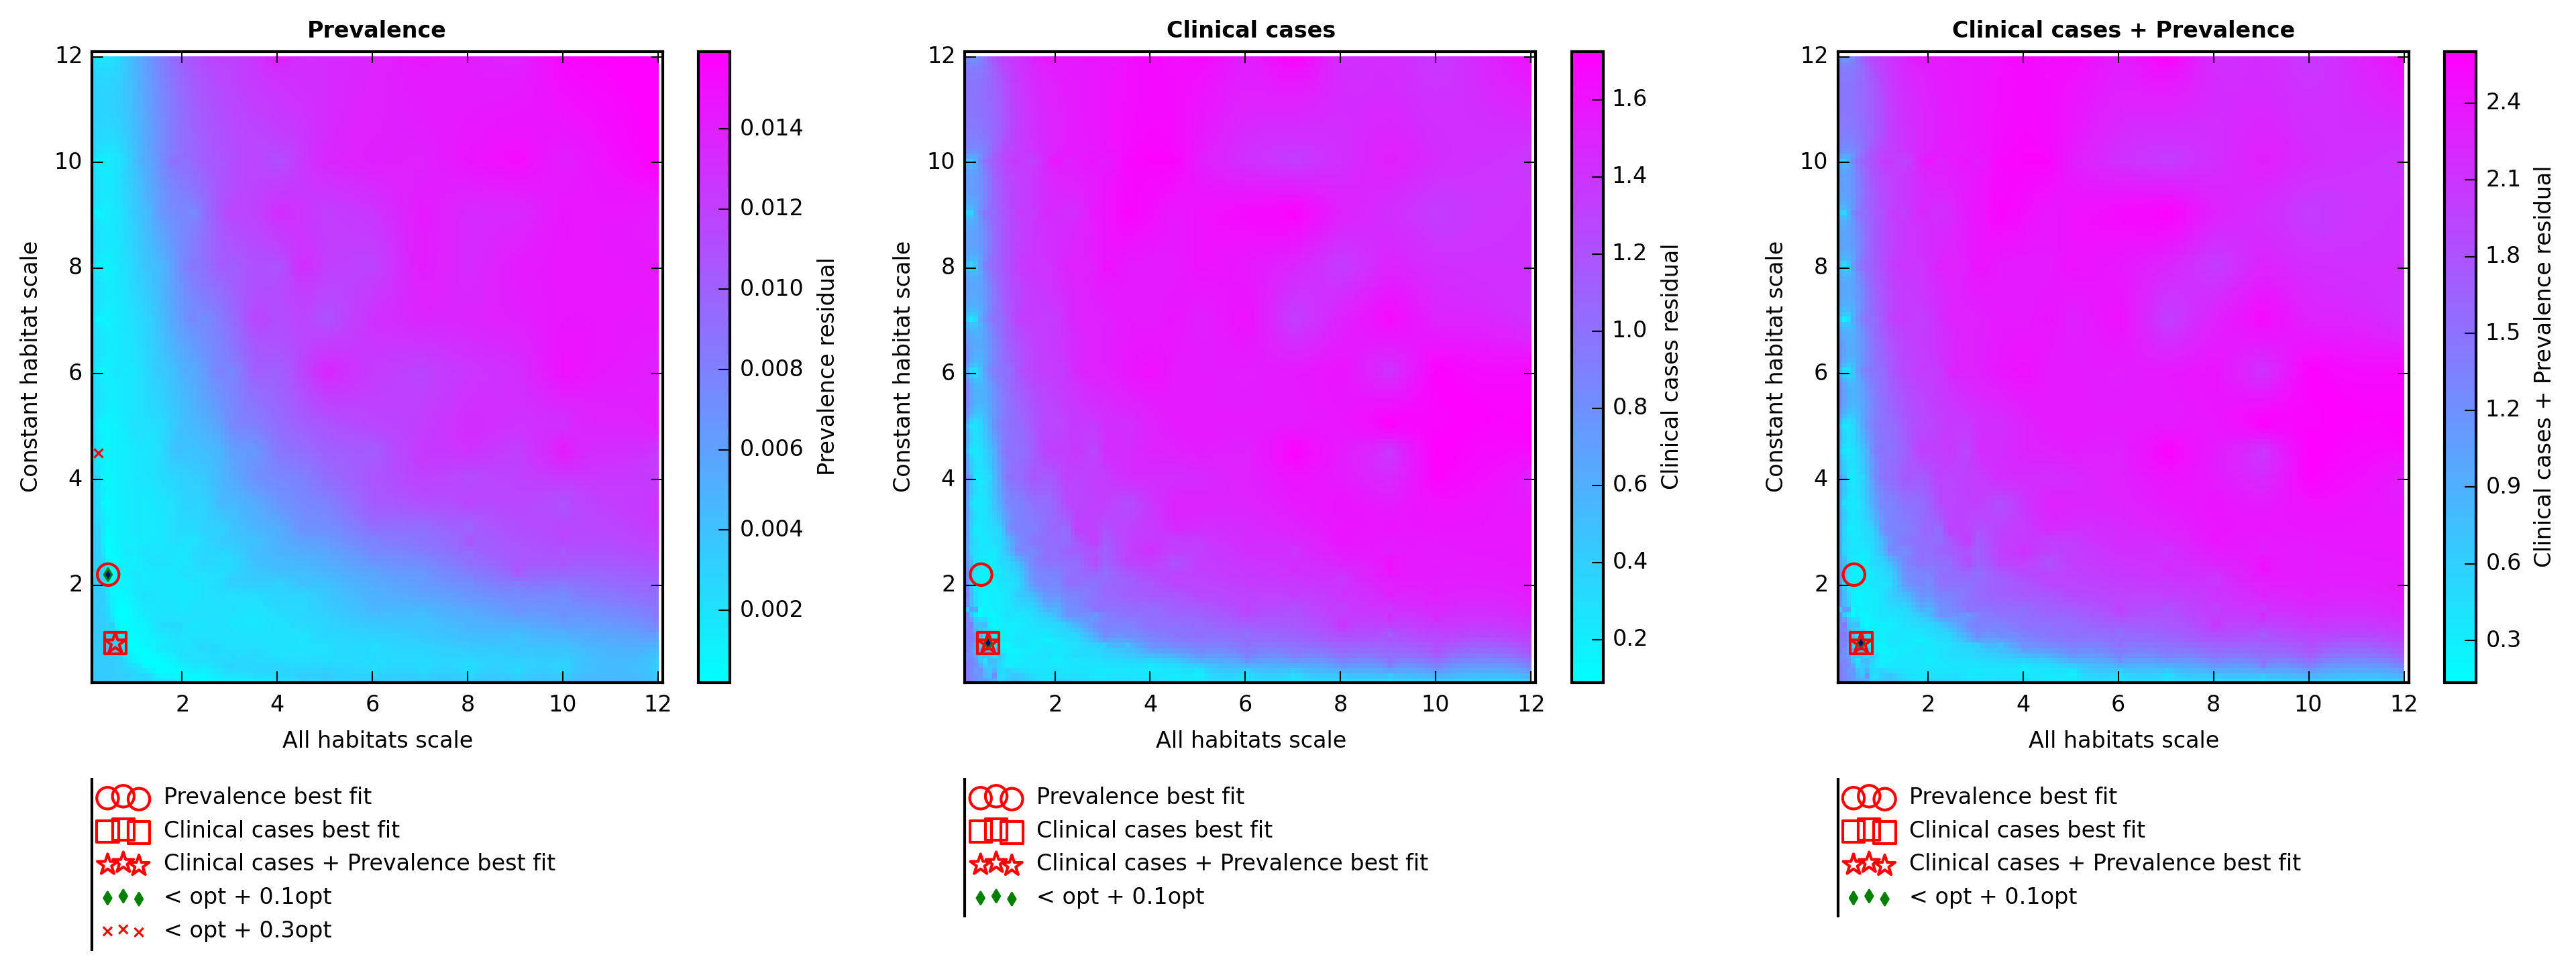 Prevalence
12
10
8
6
4
2
Constant habitat scale
2 4 6 8 10 12
All habitats scale
0.014
0.012
0.010
0.008
0.006
0.004
0.002
Prevalence residual
Prevalence best fit
Clinical cases best fit
Clinical cases + Prevalence best fit
< opt + 0.1opt
< opt + 0.3opt
Clinical cases
12
10
8
6
4
2
Constant habitat scale
2 4 6 8 10 12
All habitats scale
1.6
1.4
1.2
1.0
0.8
0.6
0.4
0.2
Clinical cases residual
Prevalence best fit
Clinical cases best fit
Clinical cases + Prevalence best fit
< opt + 0.1opt
Clinical cases + Prevalence
12
10
8
6
4
2
Constant habitat scale
2 4 6 8 10 12
All habitats scale
2.4
2.1
1.8
1.5
1.2
0.9
0.6
0.3
Clinical cases + Prevalence residual
Prevalence best fit
Clinical cases best fit
Clinical cases + Prevalence best fit
< opt + 0.1opt